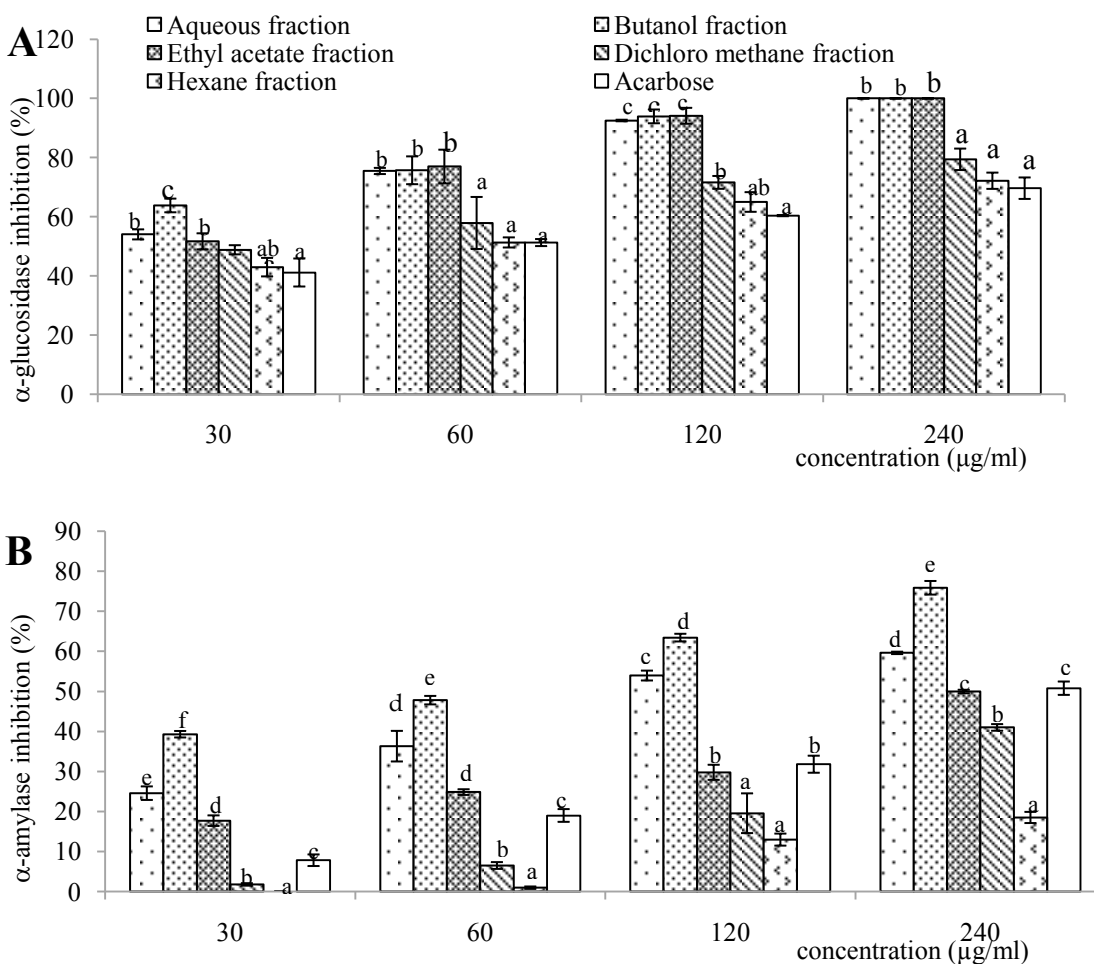 A
120
Aqueous fraction
Butanol fraction
Ethyl acetate fraction
Dichloro methane fraction
Hexane fraction
Acarbose
α-glucosidase inhibition (%)
100
80
60
40
20
0
b c b ab a
b b b a a a
c c c b ab a
b b b a a a
30 60 120 240
concentration (µg/ml)
B
90
α-amylase inhibition (%)
80
70
60
50
40
30
20
10
0
e f d b a c
d e d b a c
c d b a a b
d e c b a c
30 60 120 240
concentration (µg/ml)